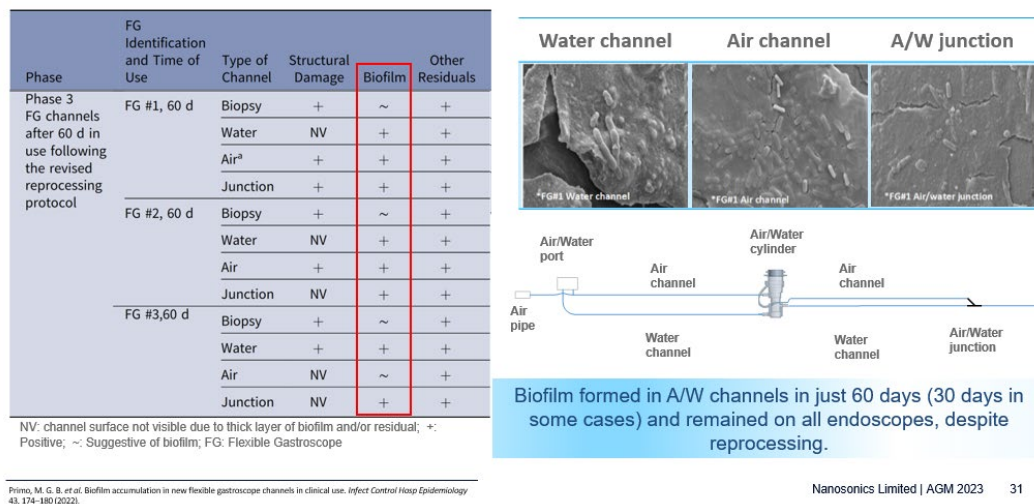 Phase
FG
Identification
and Time of
Use
Type of
Channel
Structural
Damage
Biofilm
Other
Residuals
Phase 3
FG channels
after 60 d in
use following
the revised
reprocessing
protocol
FG #1, 60 d
Biopsy + ~ +
Water NV + +
Airᵃ + + +
Junction + + +
FG #2, 60 d
Biopsy + ~ +
Water NV + +
Air + + +
Junction NV + +
FG #3,60 d
Biopsy + ~ +
Water + + +
Air NV ~ +
Junction NV + +
NV: channel surface not visible due to thick layer of biofilm and/or residual; +:
Positive; ~: Suggestive of biofilm; FG: Flexible Gastroscope
Water channel
Air channel
A/W junction
*FG#1 Water channel
*FG#1 Air channel
*FG#1 Air/water junction
Air/Water
port
Air/Water
cylinder
Air
channel
Air
channel
Air
pipe
Water
channel
Water
channel
Air/Water
junction
Biofilm formed in A/W channels in just 60 days (30 days in
some cases) and remained on all endoscopes, despite
reprocessing.
Primo, M. G. B. et al. Biofilm accumulation in new flexible gastroscope channels in clinical use. Infect Control Hosp Epidemiology
43, 174–180 (2022).
Nanosonics Limited | AGM 2023 31